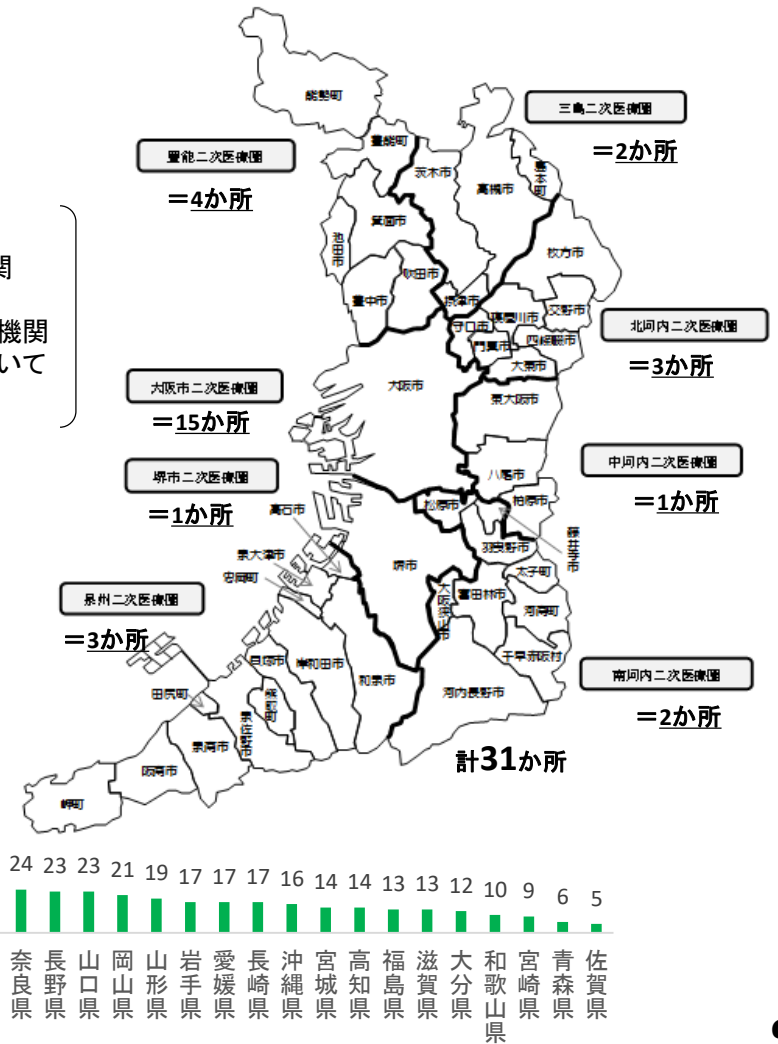 能勢町
三島二次医療圏
=2か所
豊能町
豊能二次医療圏
=4か所
茨木市
高槻市
島本町
箕面市
池田市
枚方市
関
吹田市
豊中市
摂津市
寝屋川市
交野市
機関
いて
守口市
門真市
四條畷市
大東市
北河内二次医療圏
=3か所
大阪市二次医療圏
=15か所
大阪市
東大阪市
堺市二次医療圏
=1か所
八尾市
中河内二次医療圏
=1か所
高石市
松原市
柏原市
藤井寺市
羽曳野市
泉大津市
忠岡町
堺市
太子町
大阪狭山市
富田林市
河南町
泉州二次医療圏
=3か所
千早赤阪村
貝塚市
岸和田市
和泉市
河内長野市
南河内二次医療圏
=2か所
田尻町
熊取町
泉佐野市
泉南市
阪南市
岬町
計31か所
24 23 23 21 19 17 17 17 16 14 14 13 13 12 10 9 6 5
奈良県 長野県 山口県 岡山県 山形県 岩手県 愛媛県 長崎県 沖縄県 宮城県 高知県 福島県 滋賀県 大分県 和歌山県 宮崎県 青森県 佐賀県